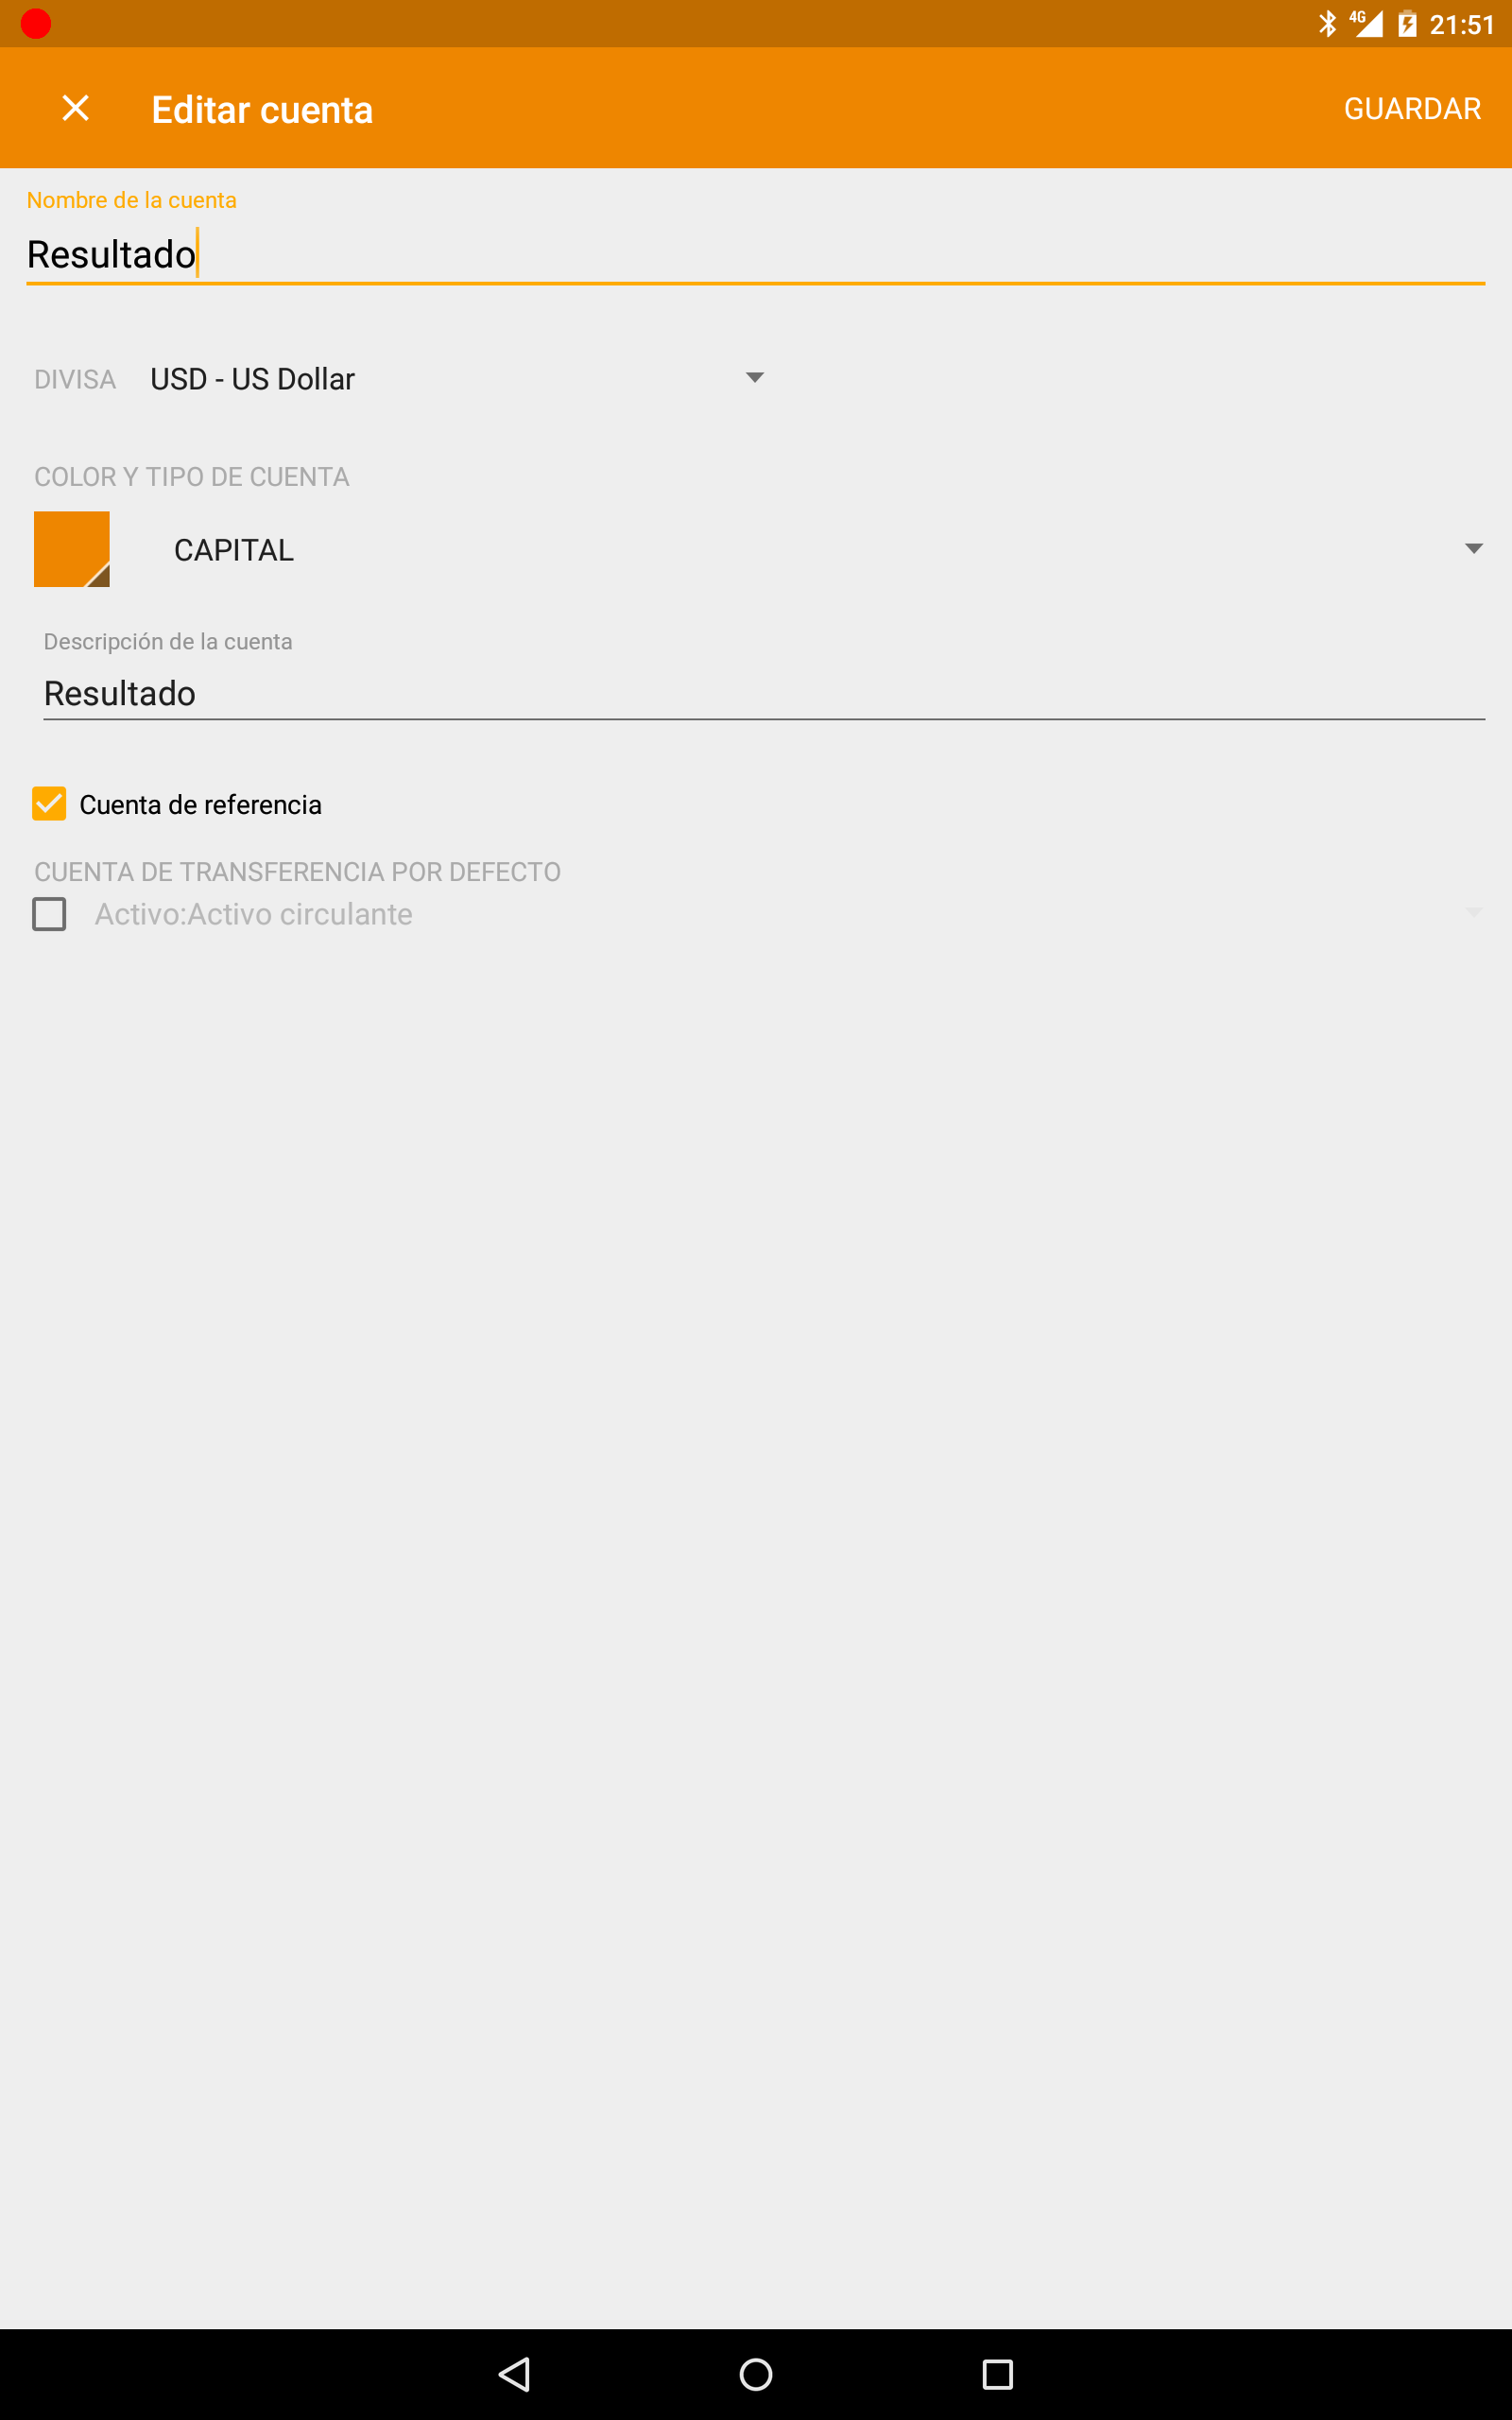 4G 21:51
Editar cuenta GUARDAR
Nombre de la cuenta
Resultado
DIVISA USD - US Dollar
COLOR Y TIPO DE CUENTA
CAPITAL
Descripción de la cuenta
Resultado
Cuenta de referencia
CUENTA DE TRANSFERENCIA POR DEFECTO
Activo:Activo circulante